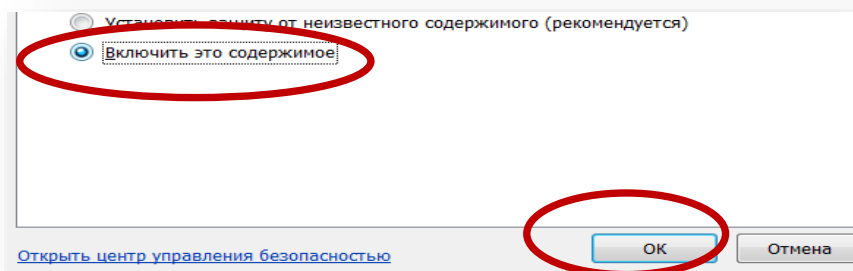 Установить защиту от неизвестного содержимого (рекомендуется)
Включить это содержимое
Открыть центр управления безопасностью
ОК
Отмена